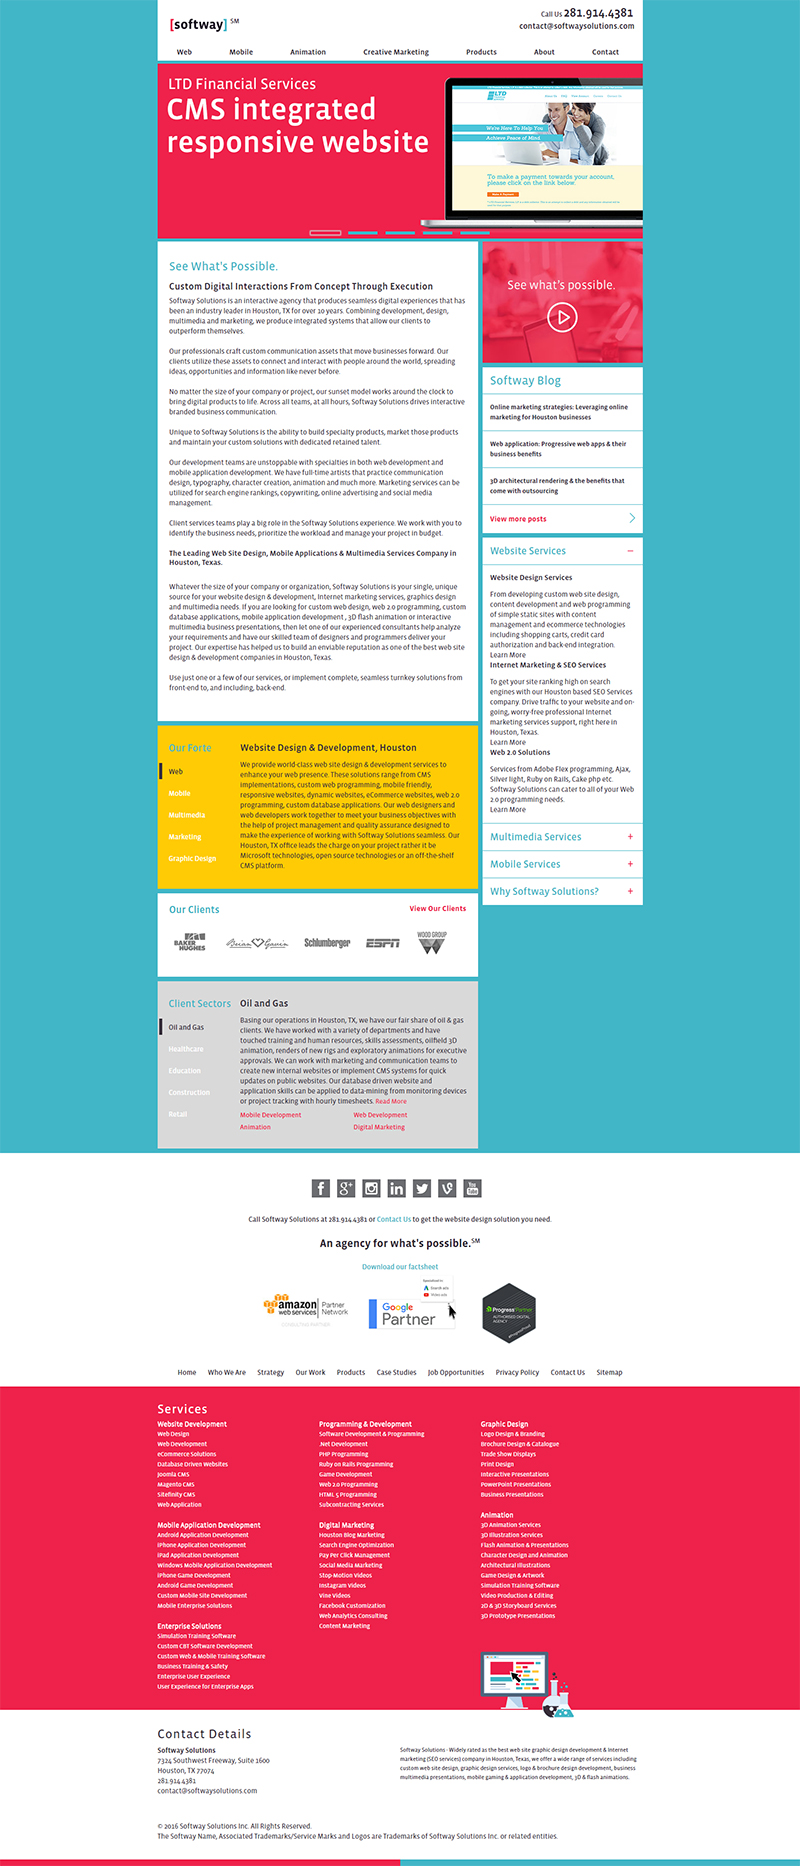 [softway] SM
Call Us 281.914.4381
contact@softwaysolutions.com
Web Mobile Animation Creative Marketing Products About Contact
LTD Financial Services
CMS integrated
responsive website
LTD
We're Here To Help You
Achieve Peace of Mind.
To make a payment towards your account,
please click on the link below.
See What's Possible.
Custom Digital Interactions From Concept Through Execution
Softway Solutions is an interactive agency that produces seamless digital experiences that has
been an industry leader in Houston, TX for over 10 years. Combining development, design,
multimedia and marketing, we produce integrated systems that allow our clients to
outperform themselves.
Our professionals craft custom communication assets that move businesses forward. Our
clients utilize these assets to connect and interact with people around the world, spreading
ideas, opportunities and information like never before.
No matter the size of your company or project, our sunset model works around the clock to
bring digital products to life. Across all teams, at all hours, Softway Solutions drives interactive
branded business communication.
Unique to Softway Solutions is the ability to build specialty products, market those products
and maintain your custom solutions with dedicated retained talent.
Our development teams are unstoppable with specialties in both web development and
mobile application development. We have full-time artists that practice communication
design, typography, character creation, animation and much more. Marketing services can be
utilized for search engine rankings, copywriting, online advertising and social media
management.
Client services teams play a big role in the Softway Solutions experience. We work with you to
identify the business needs, prioritize the workload and manage your project in budget.
The Leading Web Site Design, Mobile Applications & Multimedia Services Company in
Houston, Texas.
Whatever the size of your company or organization, Softway Solutions is your single, unique
source for your website design & development, Internet marketing services, graphics design
and multimedia needs. If you are looking for custom web design, web 2.0 programming, custom
database applications, mobile application development , 3D flash animation or interactive
multimedia business presentations, then let one of our experienced consultants help analyze
your requirements and have our skilled team of designers and programmers deliver your
project. Our expertise has helped us to build an enviable reputation as one of the best web site
design & development companies in Houston, Texas.
Use just one or a few of our services, or implement complete, seamless turnkey solutions from
front-end to, and including, back-end.
See what's possible.
Softway Blog
Online marketing strategies: Leveraging online
marketing for Houston businesses
Web application: Progressive web apps & their
business benefits
3D architectural rendering & the benefits that
come with outsourcing
View more posts
Website Services −
Website Design Services
From developing custom web site design,
content development and web programming
of simple static sites with content
management and ecommerce technologies
including shopping carts, credit card
authorization and back-end integration.
Learn More
Internet Marketing & SEO Services
To get your site ranking high on search
engines with our Houston based SEO Services
company. Drive traffic to your website and on-
going, worry-free professional Internet
marketing services support, right here in
Houston, Texas.
Learn More
Web 2.0 Solutions
Services from Adobe Flex programming, Ajax,
Silver light, Ruby on Rails, Cake php etc.
Softway Solutions can cater to all of your Web
2.0 programming needs.
Learn More
Multimedia Services +
Mobile Services +
Why Softway Solutions? +
Our Forte
Web
Mobile
Multimedia
Marketing
Graphic Design
Website Design & Development, Houston
We provide world-class web site design & development services to
enhance your web presence. These solutions range from CMS
implementations, custom web programming, mobile friendly,
responsive websites, dynamic websites, eCommerce websites, web 2.0
programming, custom database applications. Our web designers and
web developers work together to meet your business objectives with
the help of project management and quality assurance designed to
make the experience of working with Softway Solutions seamless. Our
Houston, TX office leads the charge on your project rather it be
Microsoft technologies, open source technologies or an off-the-shelf
CMS platform.
Our Clients
View Our Clients
BAKER
HUGHES
Brian Gavin
Schlumberger
ESPN
WOOD GROUP
Client Sectors
Oil and Gas
Healthcare
Education
Construction
Retail
Oil and Gas
Basing our operations in Houston, TX, we have our fair share of oil & gas
clients. We have worked with a variety of departments and have
touched training and human resources, skills assessments, oilfield 3D
animation, renders of new rigs and exploratory animations for executive
approvals. We can work with marketing and communication teams to
create new internal websites or implement CMS systems for quick
updates on public websites. Our database driven website and
application skills can be applied to data-mining from monitoring devices
or project tracking with hourly timesheets. Read More
Mobile Development Web Development
Animation Digital Marketing
Call Softway Solutions at 281.914.4381 or Contact Us to get the website design solution you need.
An agency for what's possible.SM
Download our factsheet
amazon
web services
Partner
Network
Google
Partner
Progress Partner
AUTHORISED DIGITAL
AGENCY
Home Who We Are Strategy Our Work Products Case Studies Job Opportunities Privacy Policy Contact Us Sitemap
Services
Website Development
Web Design
Web Development
eCommerce Solutions
Database Driven Websites
Joomla CMS
Magento CMS
Sitefinity CMS
Web Application
Mobile Application Development
Android Application Development
iPhone Application Development
iPad Application Development
Windows Mobile Application Development
iPhone Game Development
Android Game Development
Custom Mobile Site Development
Mobile Enterprise Solutions
Enterprise Solutions
Simulation Training Software
Custom CBT Software Development
Custom Web & Mobile Training Software
Business Training & Safety
Enterprise User Experience
User Experience for Enterprise Apps
Programming & Development
Software Development & Programming
.Net Development
PHP Programming
Ruby on Rails Programming
Game Development
Web 2.0 Programming
HTML 5 Programming
Subcontracting Services
Digital Marketing
Houston Blog Marketing
Search Engine Optimization
Pay Per Click Management
Social Media Marketing
Stop-Motion Videos
Instagram Videos
Vine Videos
Facebook Customization
Web Analytics Consulting
Content Marketing
Graphic Design
Logo Design & Branding
Brochure Design & Catalogue
Trade Show Displays
Print Design
Interactive Presentations
PowerPoint Presentations
Business Presentations
Animation
3D Animation Services
3D Illustration Services
Flash Animation & Presentations
Character Design and Animation
Architectural Illustrations
Game Design & Artwork
Simulation Training Software
Video Production & Editing
2D & 3D Storyboard Services
3D Prototype Presentations
Contact Details
Softway Solutions
7324 Southwest Freeway, Suite 1600
Houston, TX 77074
281.914.4381
contact@softwaysolutions.com
Softway Solutions - Widely rated as the best web site graphic design development & Internet
marketing (SEO services) company in Houston, Texas, we offer a wide range of services including
custom web site design, graphic design services, logo & brochure design development, business
multimedia presentations, mobile gaming & application development, 3D & flash animations.
© 2016 Softway Solutions Inc. All Rights Reserved.
The Softway Name, Associated Trademarks/Service Marks and Logos are Trademarks of Softway Solutions Inc. or related entities.